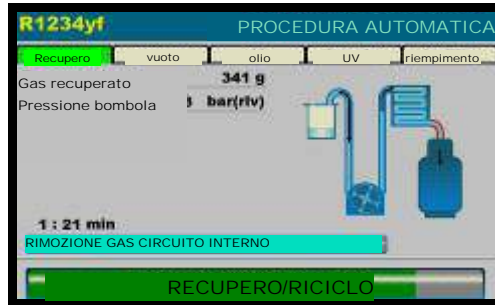 R1234yf PROCEDURA AUTOMATICA
Recupero vuoto olio UV riempimento
Gas recuperato 341 g
Pressione bombola bar(rlv)
1 : 21 min
RIMOZIONE GAS CIRCUITO INTERNO
RECUPERO/RICICLO